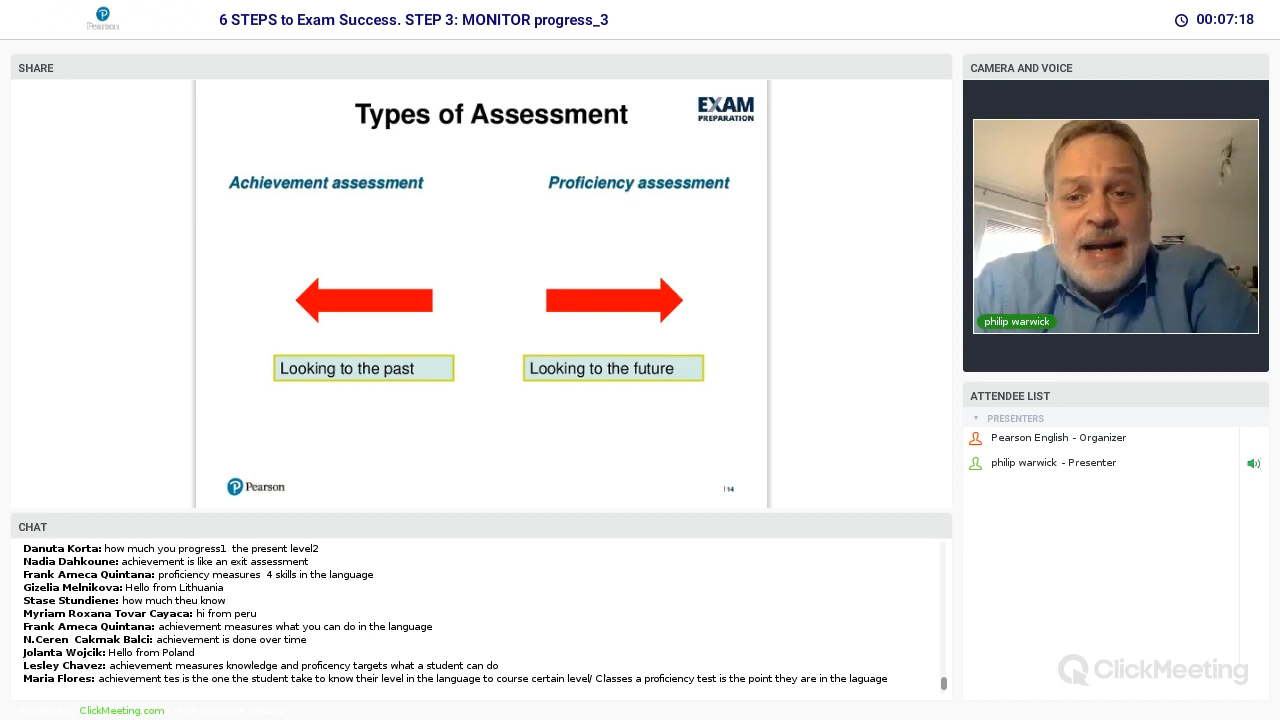 Pearson
6 STEPS to Exam Success. STEP 3: MONITOR progress_3
00:07:18
SHARE
Types of Assessment
EXAM
PREPARATION
Achievement assessment
Proficiency assessment
Looking to the past
Looking to the future
Pearson
| 14
CAMERA AND VOICE
philip warwick
ATTENDEE LIST
PRESENTERS
Pearson English - Organizer
philip warwick - Presenter
CHAT
Danuta Korta: how much you progress1 the present level2
Nadia Dahkoune: achievement is like an exit assessment
Frank Ameca Quintana: proficiency measures 4 skills in the language
Gizelia Melnikova: Hello from Lithuania
Stase Stundiene: how much theu know
Myriam Roxana Tovar Cayaca: hi from peru
Frank Ameca Quintana: achievement measures what you can do in the language
N.Ceren Cakmak Balci: achievement is done over time
Jolanta Wojcik: Hello from Poland
Lesley Chavez: achievement measures knowledge and proficency targets what a student can do
Maria Flores: achievement tes is the one the student take to know their level in the language to course certain level/ Classes a proficiency test is the point they are in the laguage
ClickMeeting
ClickMeeting.com